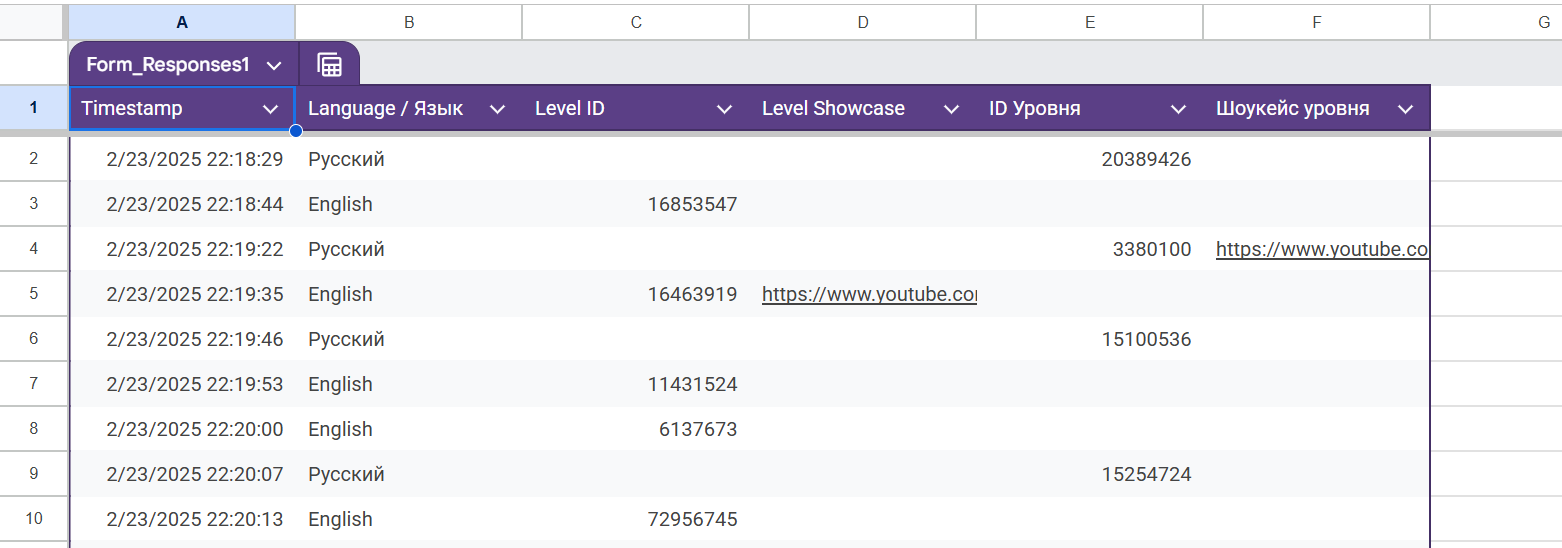 A B C D E F G
Form_Responses1
1 Timestamp Language / Язык Level ID Level Showcase ID Уровня Шоукейс уровня
2 2/23/2025 22:18:29 Русский 20389426
3 2/23/2025 22:18:44 English 16853547
4 2/23/2025 22:19:22 Русский 3380100 https://www.youtube.co
5 2/23/2025 22:19:35 English 16463919 https://www.youtube.co
6 2/23/2025 22:19:46 Русский 15100536
7 2/23/2025 22:19:53 English 11431524
8 2/23/2025 22:20:00 English 6137673
9 2/23/2025 22:20:07 Русский 15254724
10 2/23/2025 22:20:13 English 72956745